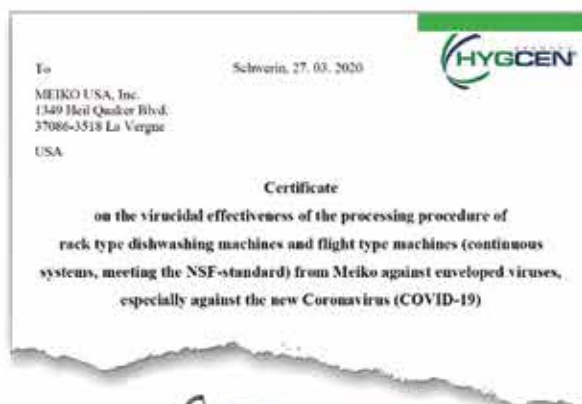 HYGCEN
To
Schwerin, 27. 03. 2020
MEIKO USA, Inc.
1349 Heil Quaker Blvd.
37086-3518 La Vergne
USA
Certificate
on the virucidal effectiveness of the processing procedure of
rack type dishwashing machines and flight type machines (continuous
systems, meeting the NSF-standard) from Meiko against enveloped viruses,
especially against the new Coronavirus (COVID-19)